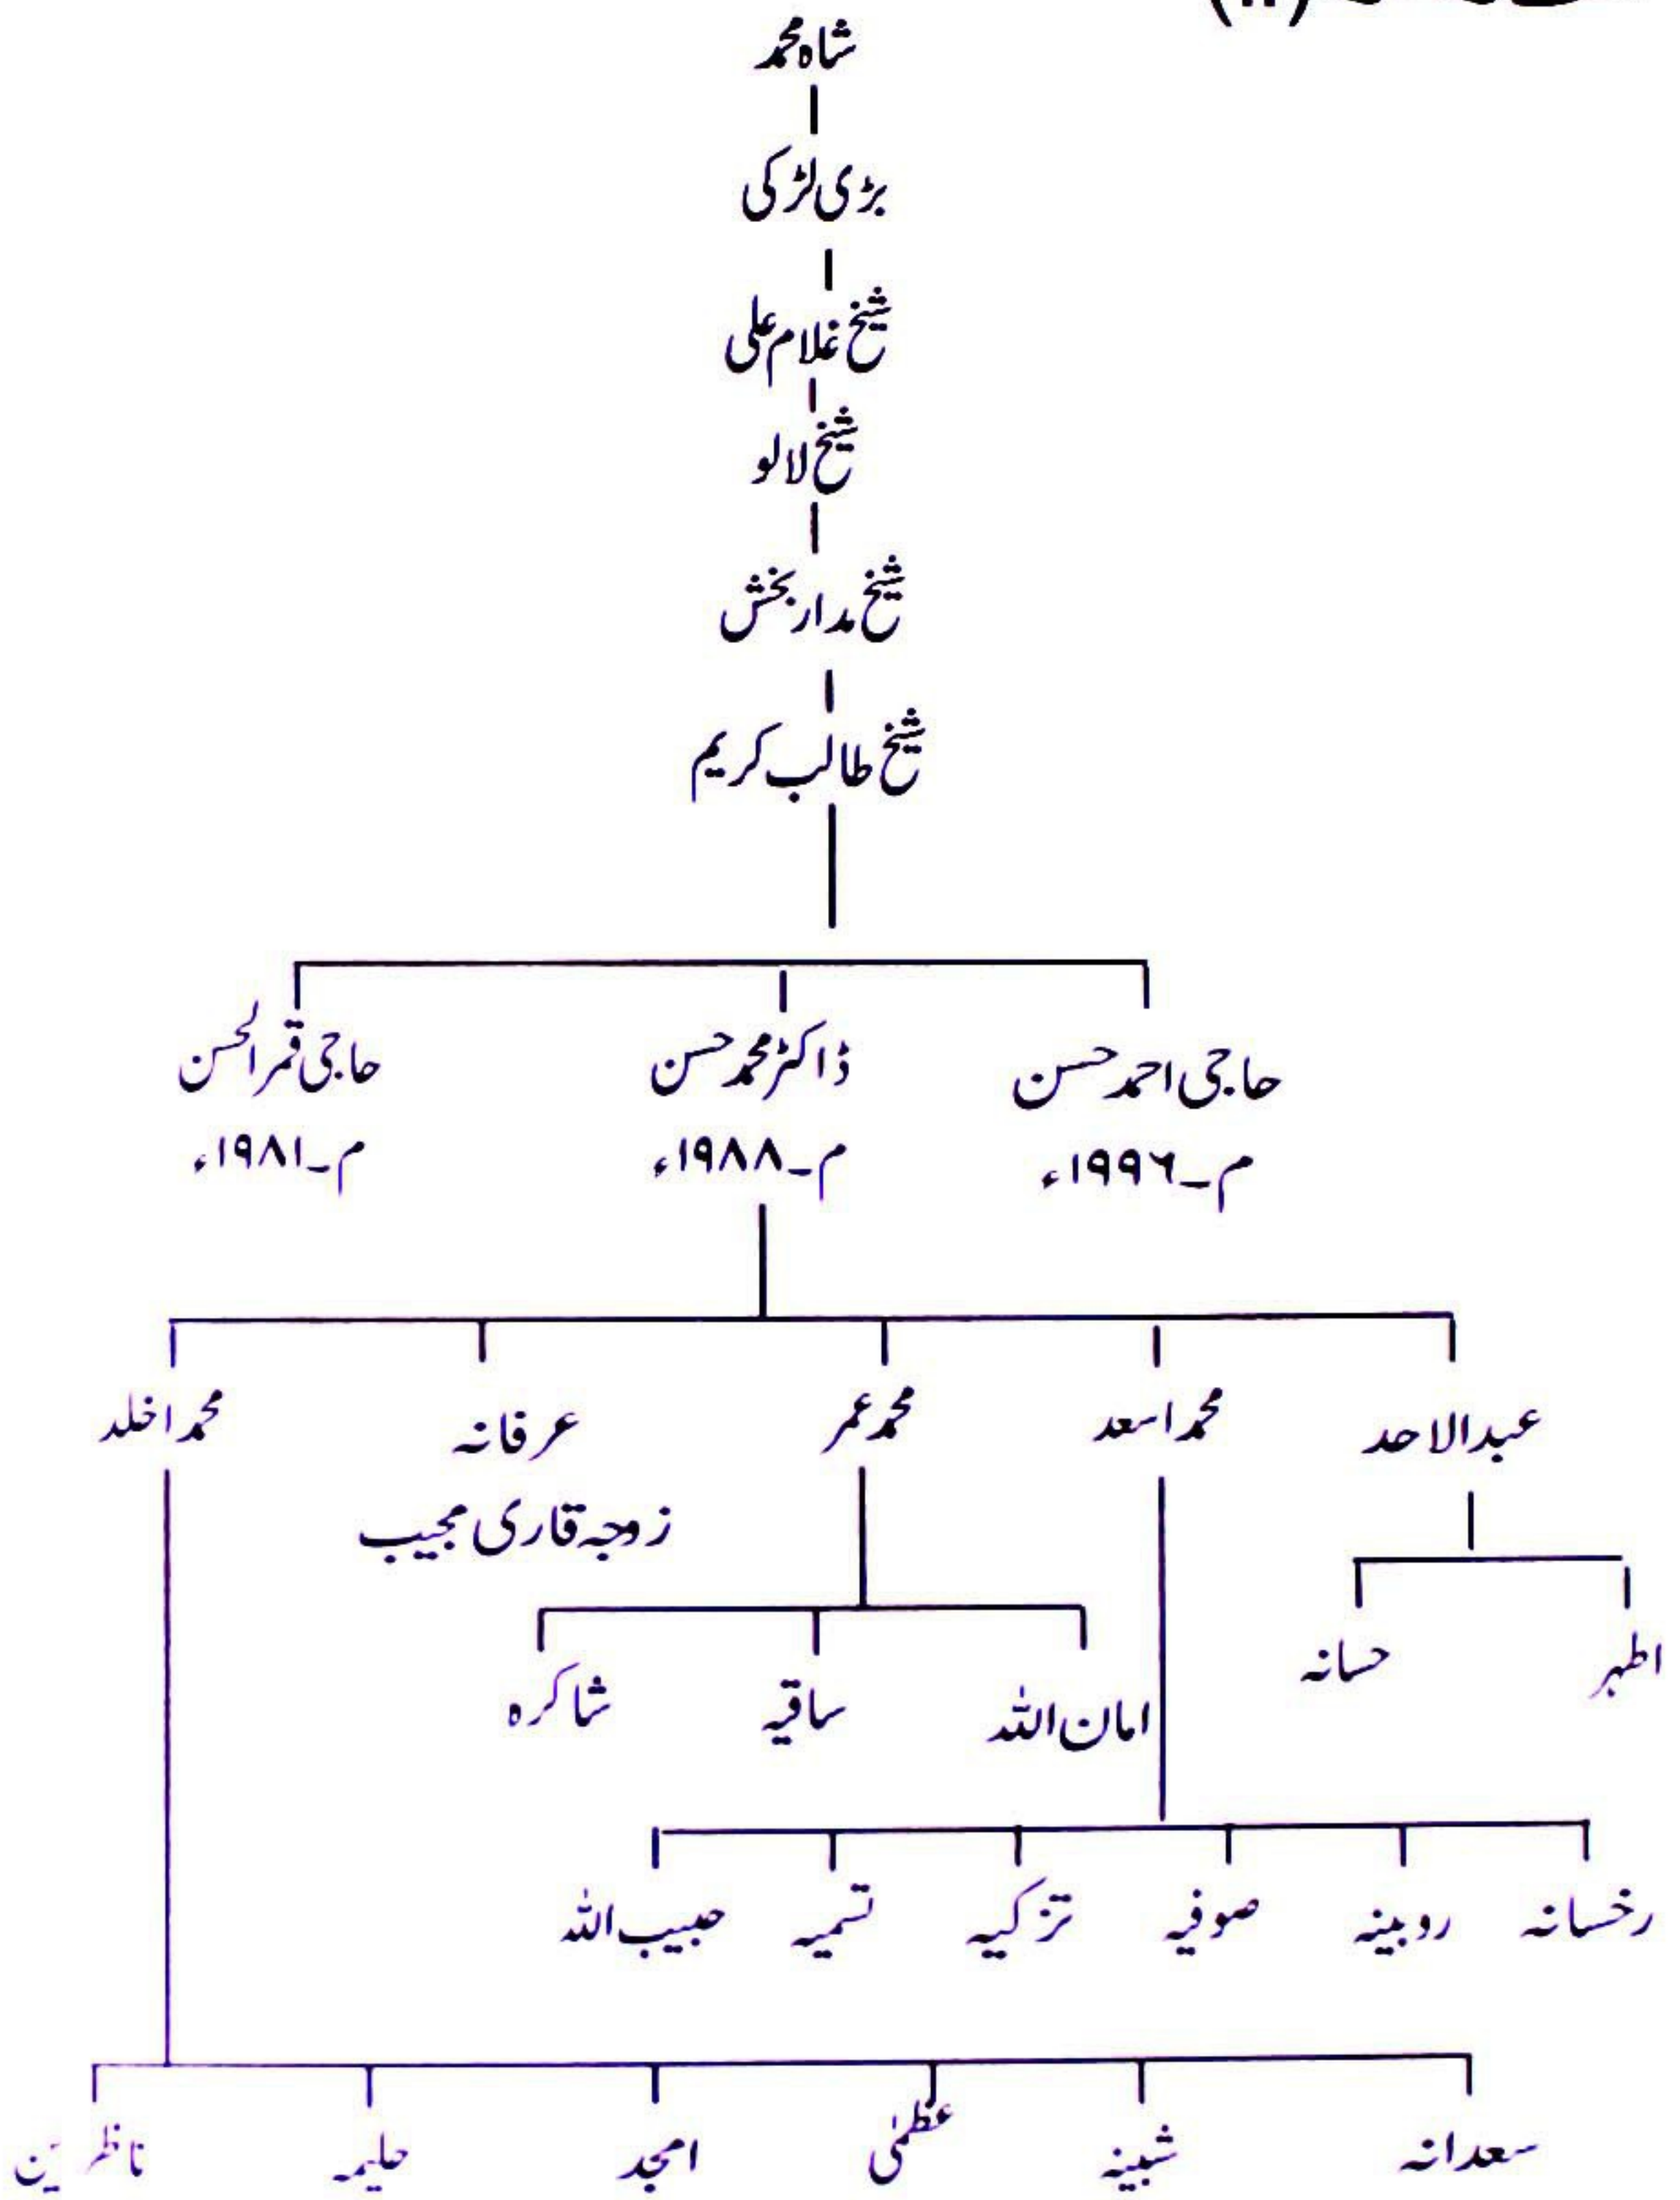 شاہ محمد
بڑی لڑکی
شیخ غلام علی
شیخ لالو
شیخ مدار بخش
شیخ طالب کریم
حاجی احمد حسن ڈاکٹر محمد حسن حاجی قمر الحسن
م۔۱۹۹۶ء م۔۱۹۸۸ء م۔۱۹۸۱ء
عبدالاحد محمد اسعد محمد عمر عرفانہ محمد اخلد
زوجہ قاری مجیب
اطہر حسانہ
امان اللہ ساقیہ شاکرہ
رخسانہ روبینہ صوفیہ تزکیہ تسمیہ حبیب اللہ
سعدانہ شبینہ عظمیٰ امجد حلیمہ ناظرین